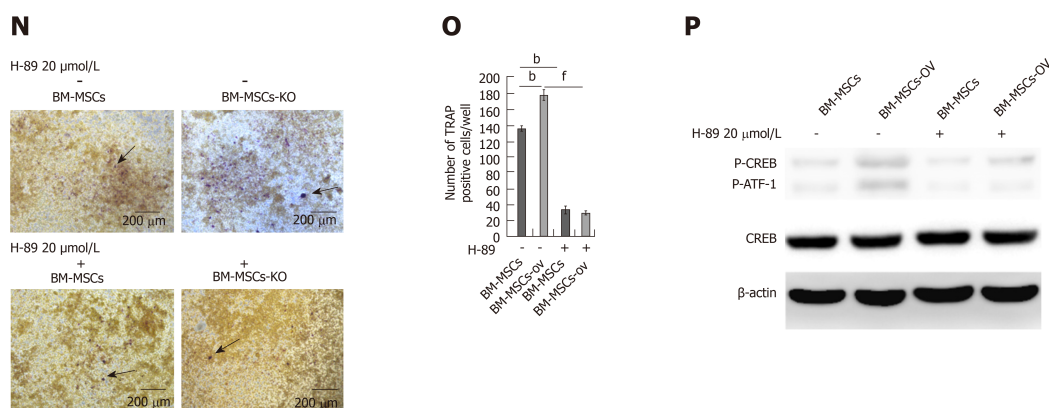 N
H-89 20 μmol/L
- -
BM-MSCs BM-MSCs-KO
200 μm 200 μm
H-89 20 μmol/L
+ +
BM-MSCs BM-MSCs-KO
200 μm 200 μm
O
b
b f
Number of TRAP
positive cells/well
200
180
160
140
120
100
80
60
40
20
0
H-89 - - + +
BM-MSCs
BM-MSCs-ov
BM-MSCs
BM-MSCs-ov
P
BM-MSCs
BM-MSCs-OV
BM-MSCs
BM-MSCs-OV
H-89 20 μmol/L - - + +
P-CREB
P-ATF-1
CREB
β-actin